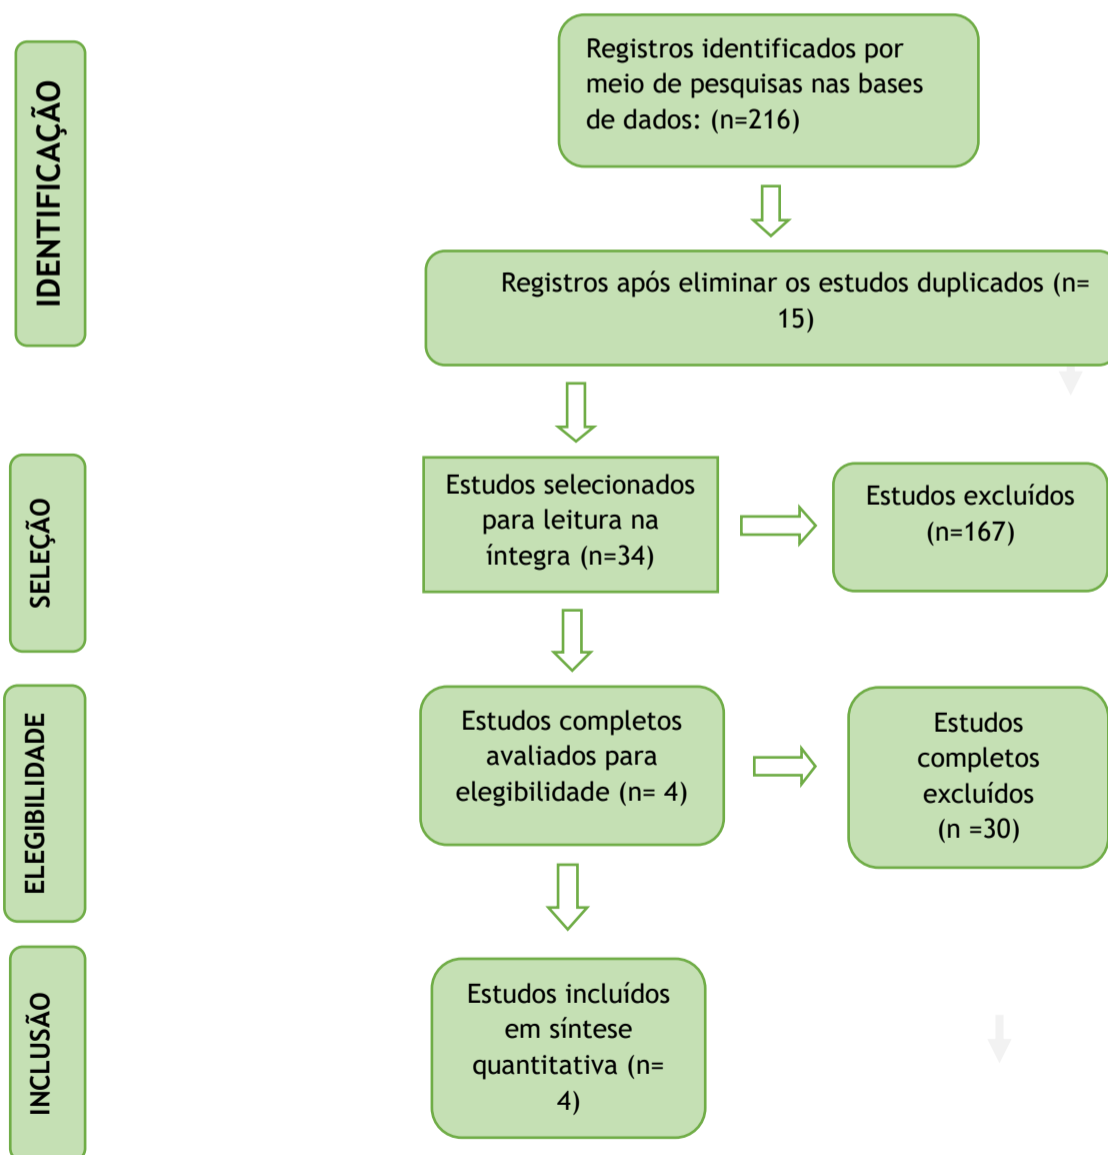 IDENTIFICAÇÃO
Registros identificados por
meio de pesquisas nas bases
de dados: (n=216)
Registros após eliminar os estudos duplicados (n=
15)
SELEÇÃO
Estudos selecionados
para leitura na
íntegra (n=34)
Estudos excluídos
(n=167)
ELEGIBILIDADE
Estudos completos
avaliados para
elegibilidade (n= 4)
Estudos
completos
excluídos
(n =30)
INCLUSÃO
Estudos incluídos
em síntese
quantitativa (n=
4)